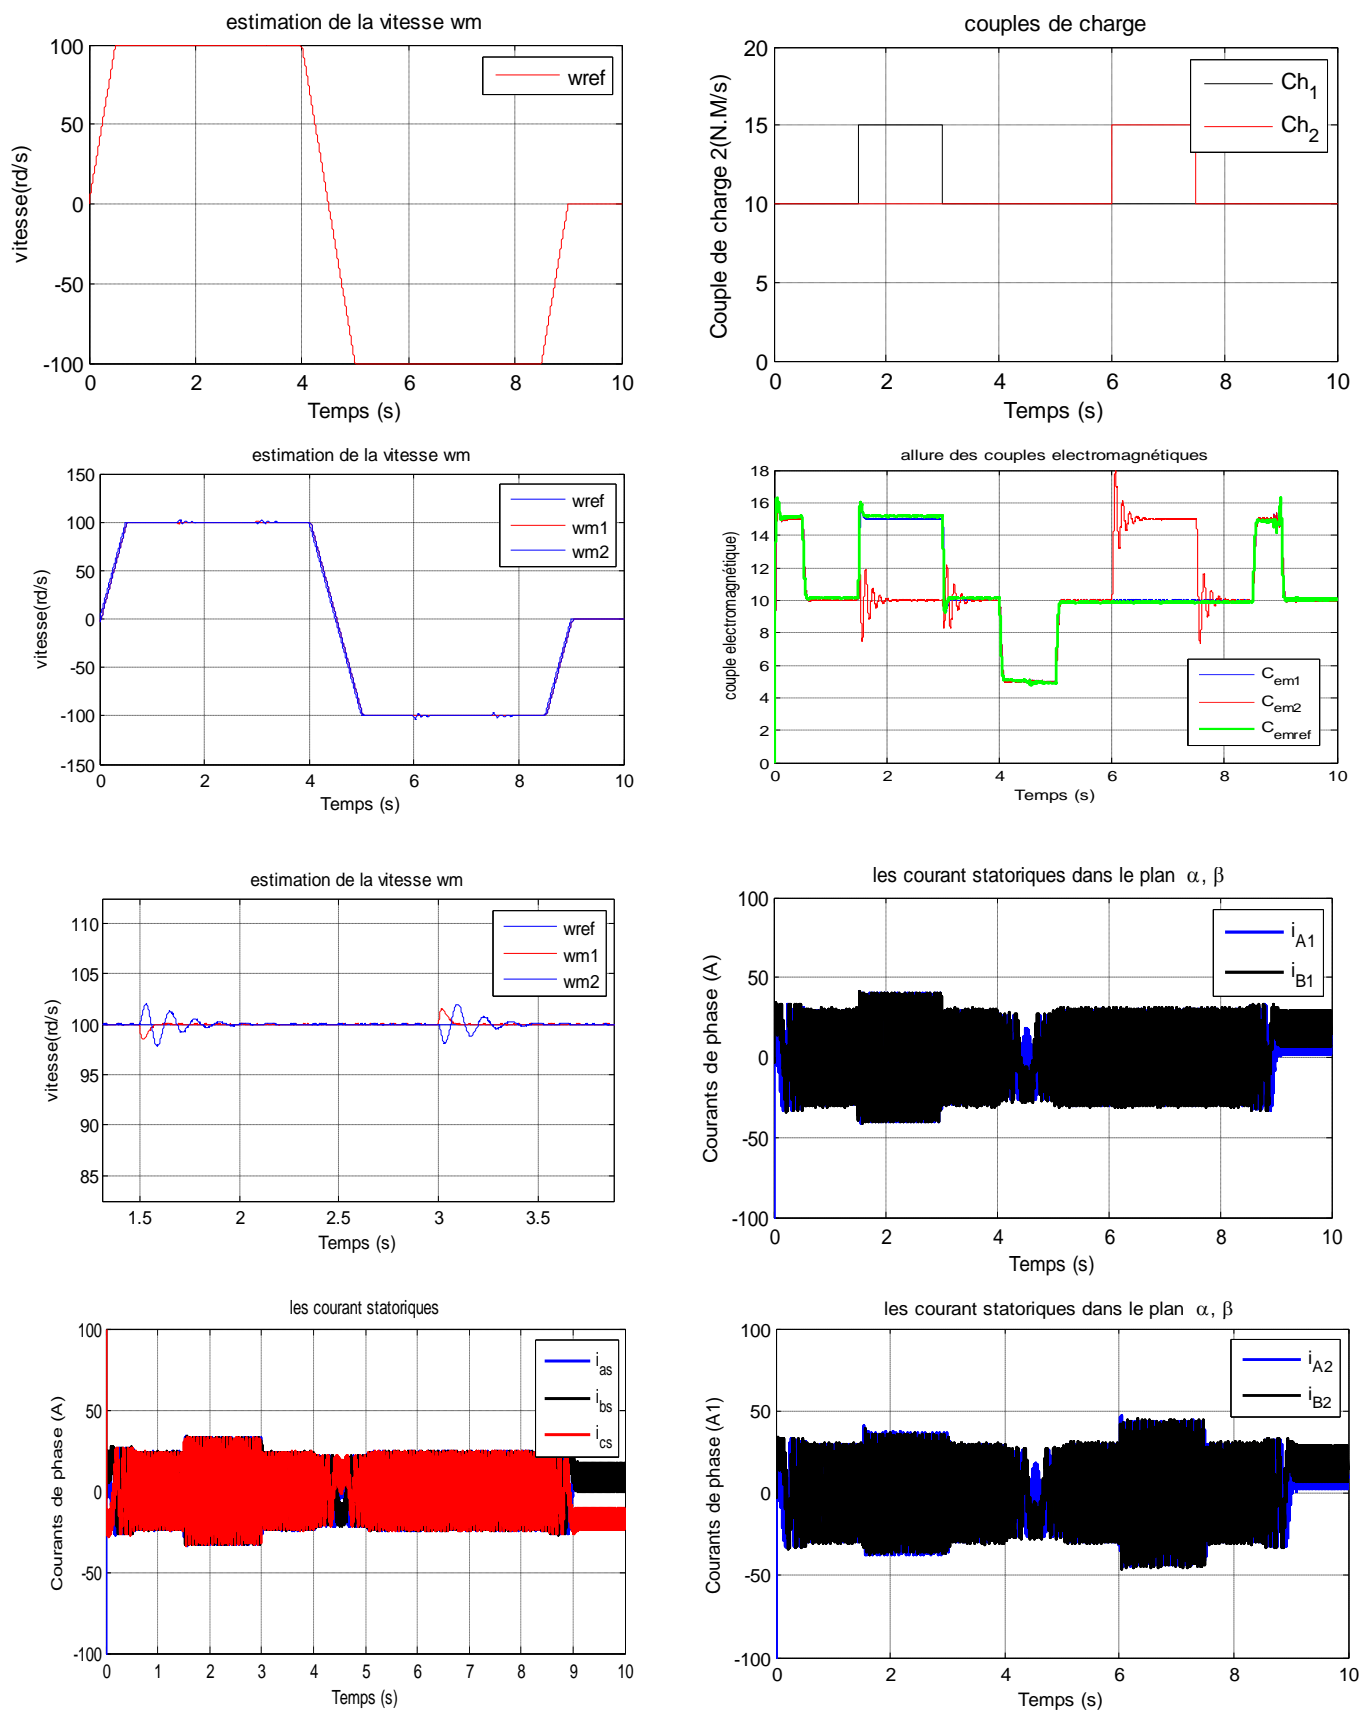 estimation de la vitesse wm
vitesse(rd/s)
100
50
0
-50
-100
0 2 4 6 8 10
Temps (s)
wref
couples de charge
Couple de charge 2(N.M/s)
20
15
10
5
0
0 2 4 6 8 10
Temps (s)
Ch1
Ch2
estimation de la vitesse wm
vitesse(rd/s)
150
100
50
0
-50
-100
-150
0 2 4 6 8 10
Temps (s)
wref
wm1
wm2
allure des couples electromagnétiques
couple electromagnétique)
18
16
14
12
10
8
6
4
2
0
0 2 4 6 8 10
Temps (s)
Cem1
Cem2
Cemref
estimation de la vitesse wm
vitesse(rd/s)
110
105
100
95
90
85
1.5 2 2.5 3 3.5
Temps (s)
wref
wm1
wm2
les courant statoriques dans le plan α, β
Courants de phase (A)
100
50
0
-50
-100
0 2 4 6 8 10
Temps (s)
iA1
iB1
les courant statoriques
Courants de phase (A)
100
50
0
-50
-100
0 1 2 3 4 5 6 7 8 9 10
Temps (s)
ias
ibs
ics
les courant statoriques dans le plan α, β
Courants de phase (A1)
100
50
0
-50
-100
0 2 4 6 8 10
Temps (s)
iA2
iB2